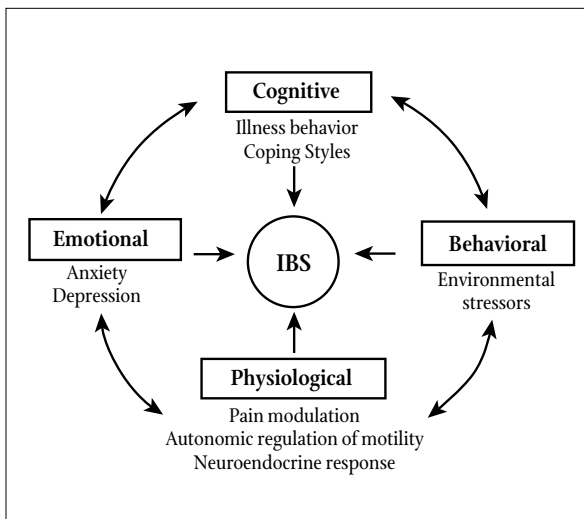 Cognitive
Illness behavior
Coping Styles
Emotional
Anxiety
Depression
IBS
Behavioral
Environmental
stressors
Physiological
Pain modulation
Autonomic regulation of motility
Neuroendocrine response